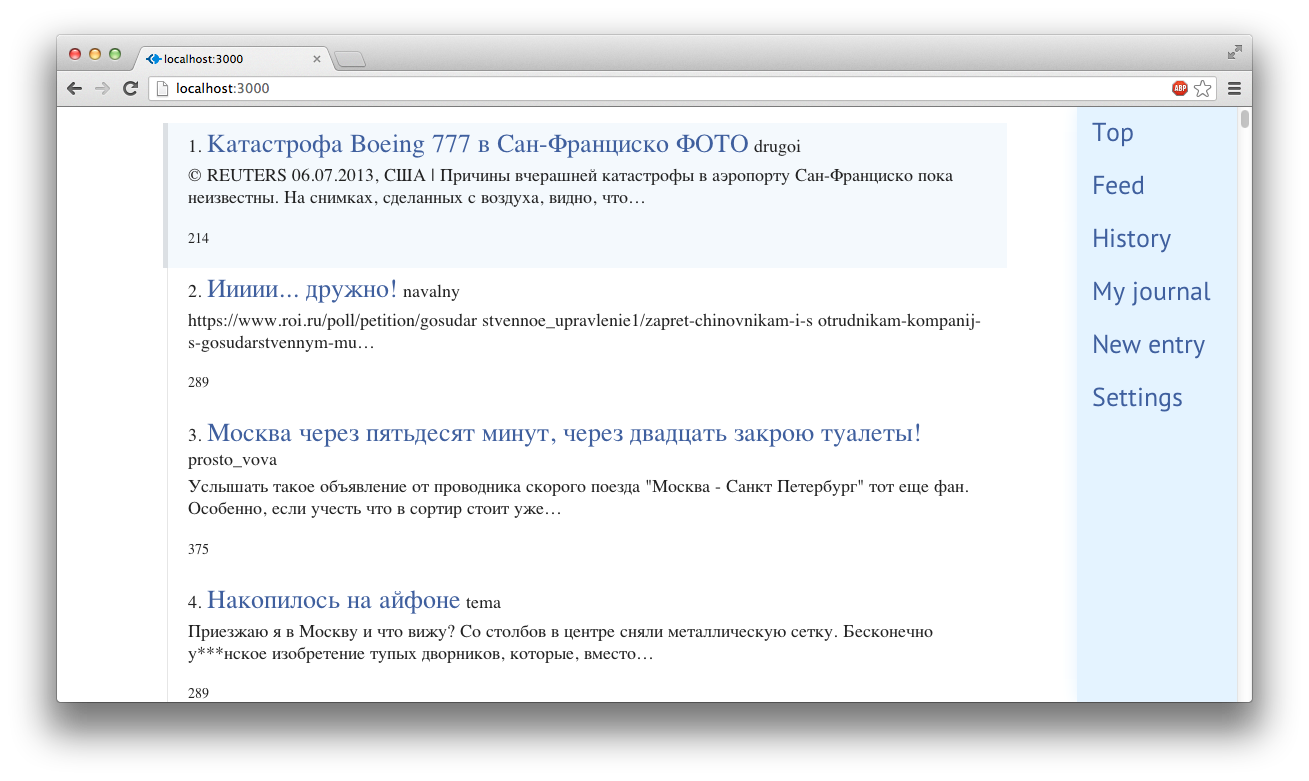 localhost:3000
localhost:3000
ABP
1. Катастрофа Boeing 777 в Сан-Франциско ФОТО drugoi
© REUTERS 06.07.2013, США | Причины вчерашней катастрофы в аэропорту Сан-Франциско пока
неизвестны. На снимках, сделанных с воздуха, видно, что…
214
2. Иииии... дружно! navalny
https://www.roi.ru/poll/petition/gosudar stvennoe_upravlenie1/zapret-chinovnikam-i-s otrudnikam-kompanij-
s-gosudarstvennym-mu…
289
3. Москва через пятьдесят минут, через двадцать закрою туалеты!
prosto_vova
Услышать такое объявление от проводника скорого поезда "Москва - Санкт Петербург" тот еще фан.
Особенно, если учесть что в сортир стоит уже…
375
4. Накопилось на айфоне tema
Приезжаю я в Москву и что вижу? Со столбов в центре сняли металлическую сетку. Бесконечно
у***нское изобретение тупых дворников, которые, вместо…
289
Top
Feed
History
My journal
New entry
Settings